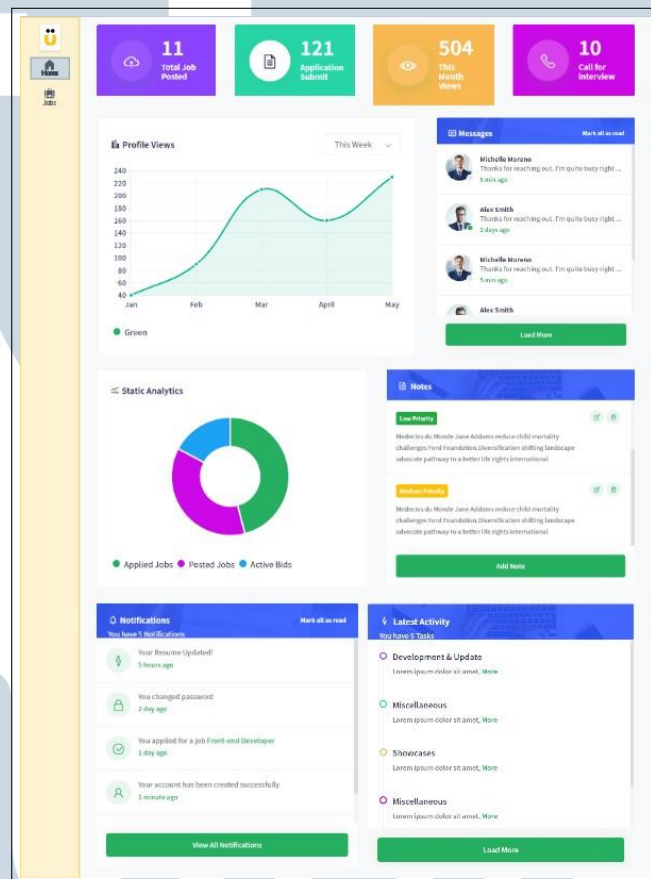 ü
Home
Jobs
11
Total Job
Posted
121
Application
Submit
504
This
Month
Views
10
Call for
Interview
Profile Views
This Week
240
220
200
180
160
140
120
100
80
60
40
Jan
Feb
Mar
April
May
Green
Messages
Mark all as read
Michelle Moreno
Thanks for reaching out. I'm quite busy right ...
5 min ago
Alex Smith
Thanks for reaching out. I'm quite busy right ...
2 days ago
Michelle Moreno
Thanks for reaching out. I'm quite busy right ...
5 min ago
Alex Smith
Load More
Static Analytics
Applied Jobs
Posted Jobs
Active Bids
Notes
Low Priority
Medecins du Monde Jane Addams reduce child mortality
challenges Ford Foundation. Diversification shifting landscape
advocate pathway to a better life rights international
Medium Priority
Medecins du Monde Jane Addams reduce child mortality
challenges Ford Foundation. Diversification shifting landscape
advocate pathway to a better life rights international
Add Note
Notifications
Mark all as read
You have 5 Notifications
Your Resume Updated!
5 hours ago
You changed password
2 day ago
You applied for a job Front-end Developer
1 day ago
Your account has been created successfully
1 minute ago
View All Notifications
Latest Activity
You have 5 Tasks
Development & Update
Lorem ipsum dolor sit amet, More
Miscellaneous
Lorem ipsum dolor sit amet, More
Showcases
Lorem ipsum dolor sit amet, More
Miscellaneous
Lorem ipsum dolor sit amet, More
Load More